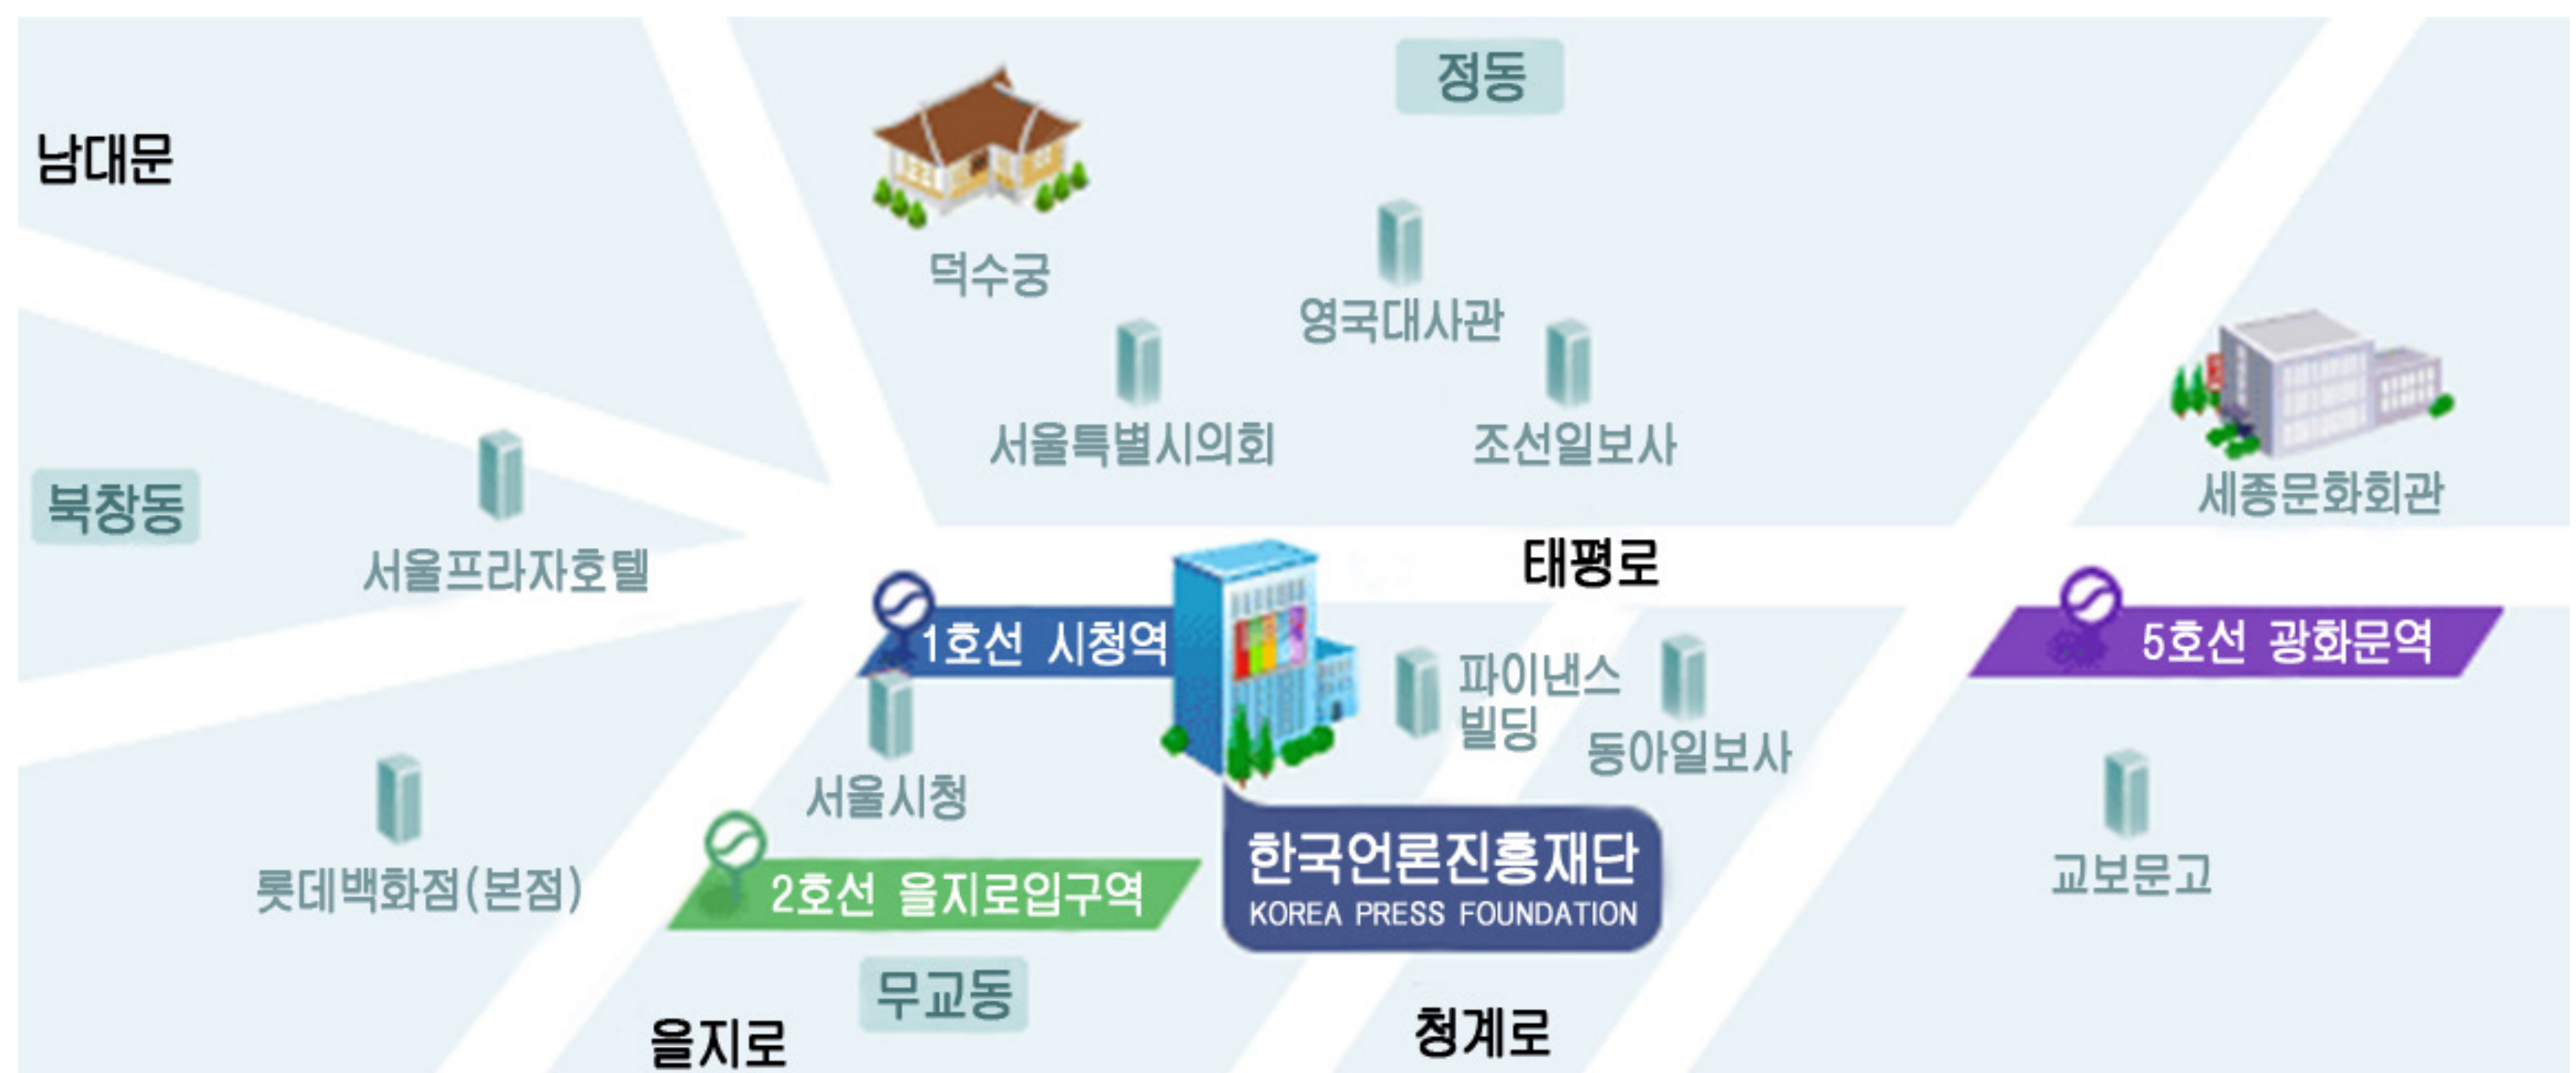 정동
남대문
덕수궁
영국대사관
서울특별시의회
조선일보사
세종문화회관
북창동
서울프라자호텔
태평로
1호선 시청역
5호선 광화문역
파이낸스
빌딩
동아일보사
서울시청
롯데백화점(본점)
2호선 을지로입구역
한국언론진흥재단
KOREA PRESS FOUNDATION
교보문고
무교동
을지로
청계로